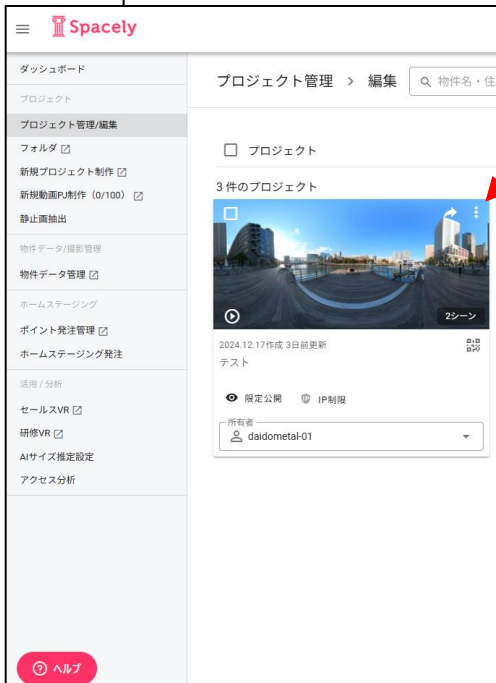 Spacely
ダッシュボード
プロジェクト
プロジェクト管理/編集
フォルダ
新規プロジェクト制作
新規動画PJ制作（0/100）
静止画抽出
物件データ/撮影管理
物件データ管理
ホームステージング
ポイント発注管理
ホームステージング発注
活用 / 分析
セールスVR
研修VR
AIサイズ推定設定
アクセス分析
ヘルプ
プロジェクト管理 > 編集
物件名・住
プロジェクト
3 件のプロジェクト
2シーン
2024.12.17作成 3日前更新
テスト
限定公開 IP制限
所有者
daidometal-01